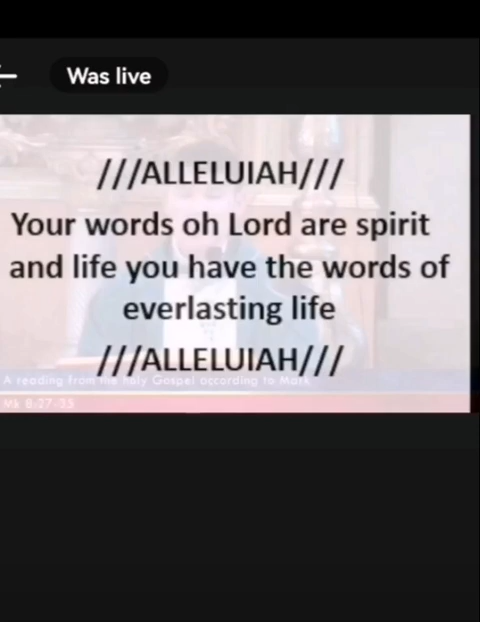 Was live
///ALLELUIAH///
Your words oh Lord are spirit
and life you have the words of
everlasting life
///ALLELUIAH///
A reading from the holy Gospel according to Mark
Mk 8:27-35